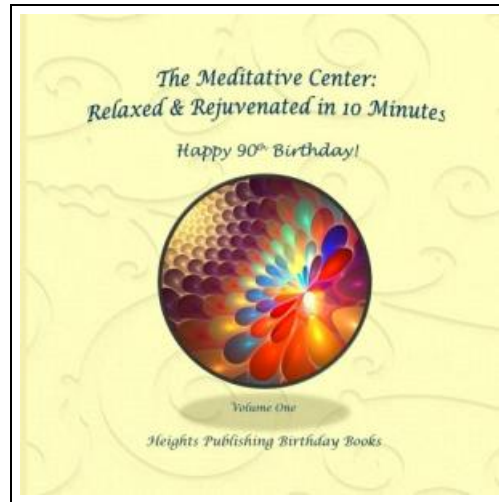 The Meditative Center:
Relaxed & Rejuvenated in 10 Minutes
Happy 90th Birthday!
Volume One
Heights Publishing Birthday Books